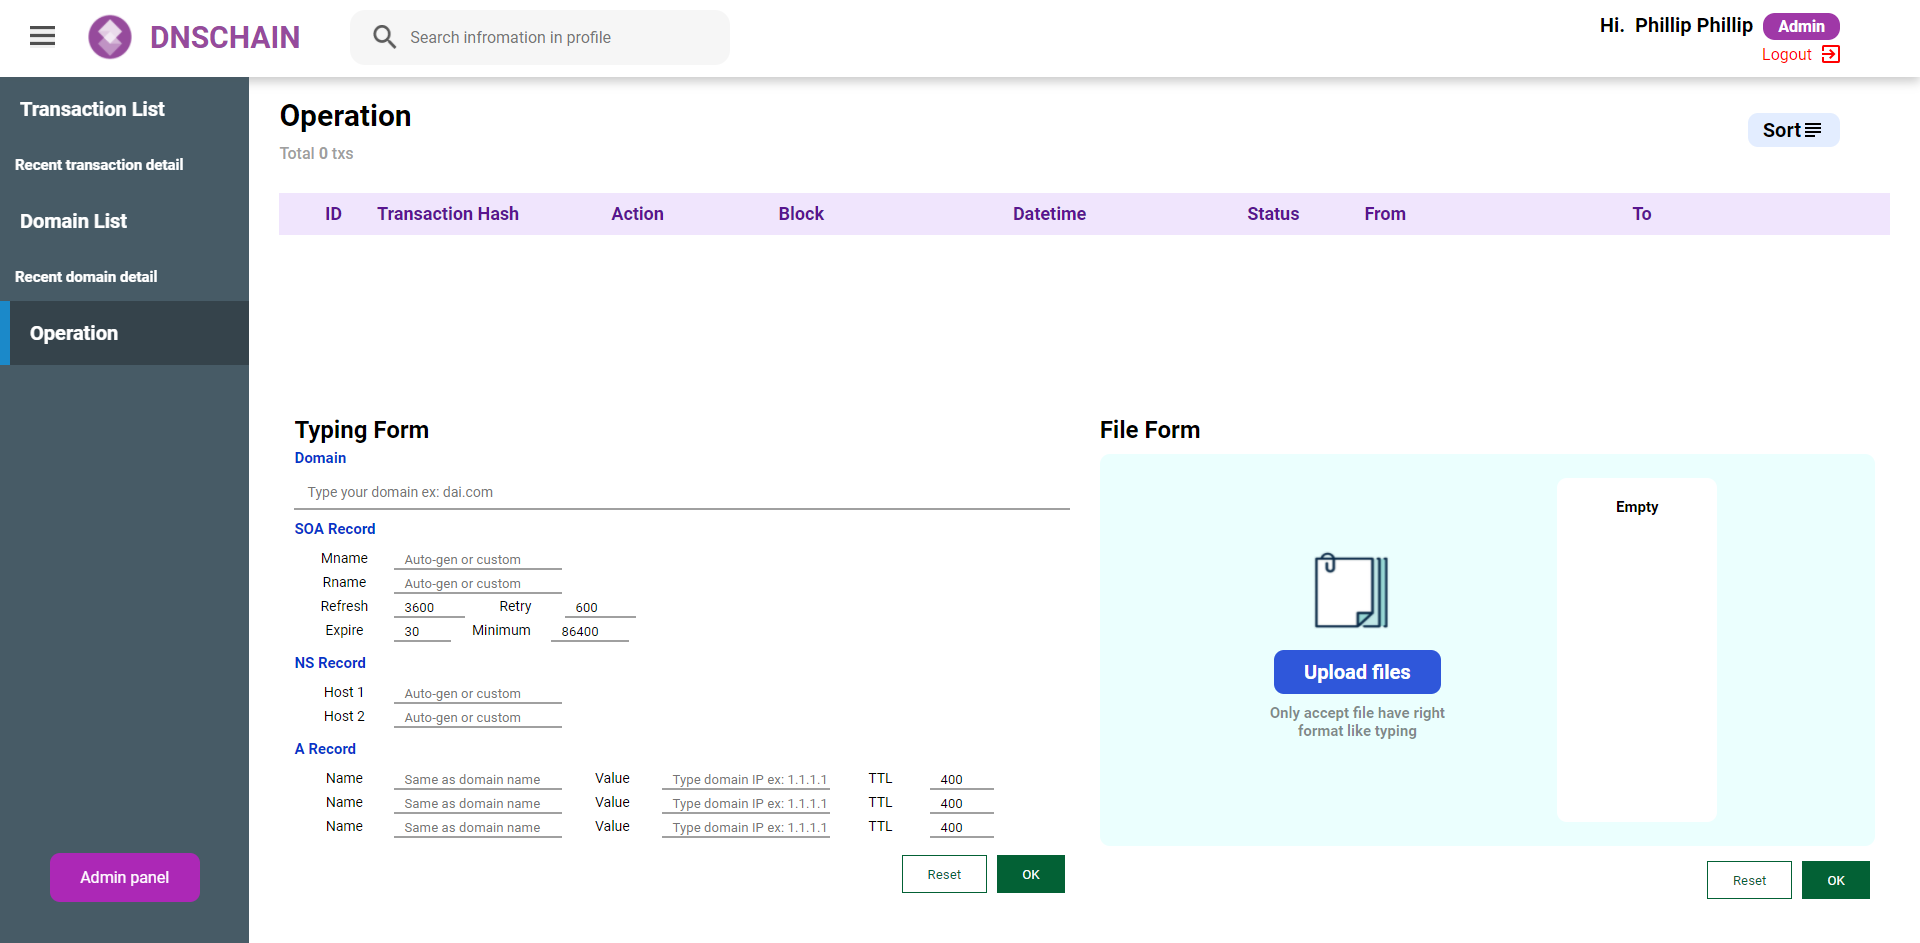 DNSCHAIN
Search infromation in profile
Hi. Phillip Phillip Admin
Logout
Transaction List
Recent transaction detail
Domain List
Recent domain detail
Operation
Admin panel
Operation
Total 0 txs
Sort
ID Transaction Hash Action Block Datetime Status From To
Typing Form
Domain
Type your domain ex: dai.com
SOA Record
Mname Auto-gen or custom
Rname Auto-gen or custom
Refresh 3600 Retry 600
Expire 30 Minimum 86400
NS Record
Host 1 Auto-gen or custom
Host 2 Auto-gen or custom
A Record
Name Same as domain name Value Type domain IP ex: 1.1.1.1 TTL 400
Name Same as domain name Value Type domain IP ex: 1.1.1.1 TTL 400
Name Same as domain name Value Type domain IP ex: 1.1.1.1 TTL 400
Reset OK
File Form
Empty
Upload files
Only accept file have right
format like typing
Reset OK